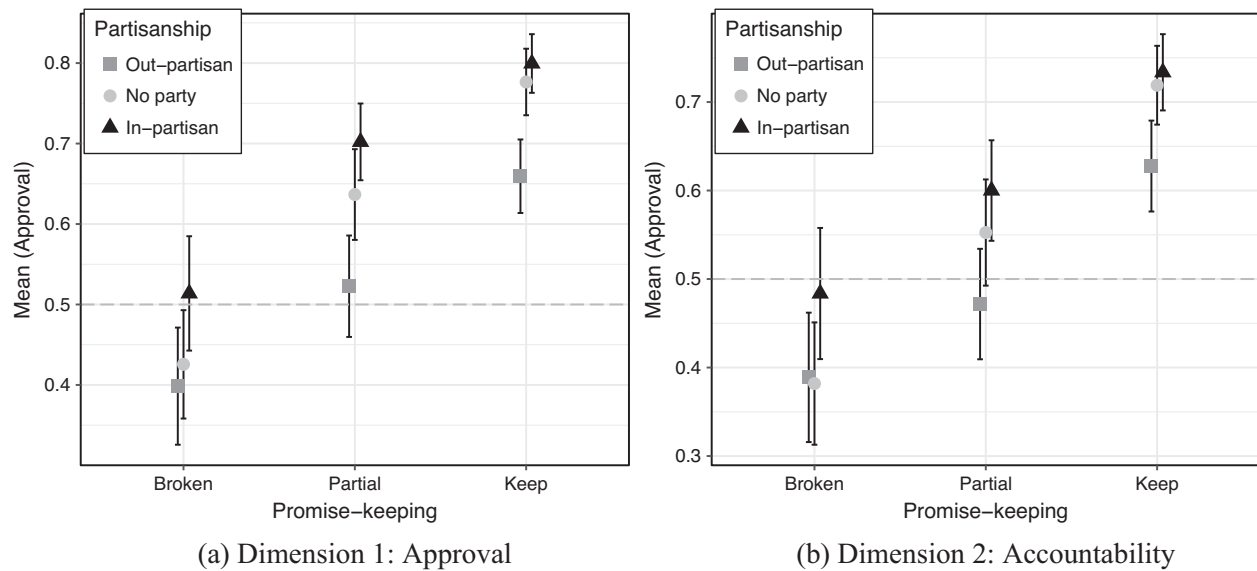 Partisanship
Out−partisan
No party
In−partisan
0.8
0.7
0.6
0.5
0.4
Mean (Approval)
Broken
Partial
Keep
Promise−keeping
(a) Dimension 1: Approval
Partisanship
Out−partisan
No party
In−partisan
0.7
0.6
0.5
0.4
0.3
Mean (Approval)
Broken
Partial
Keep
Promise−keeping
(b) Dimension 2: Accountability